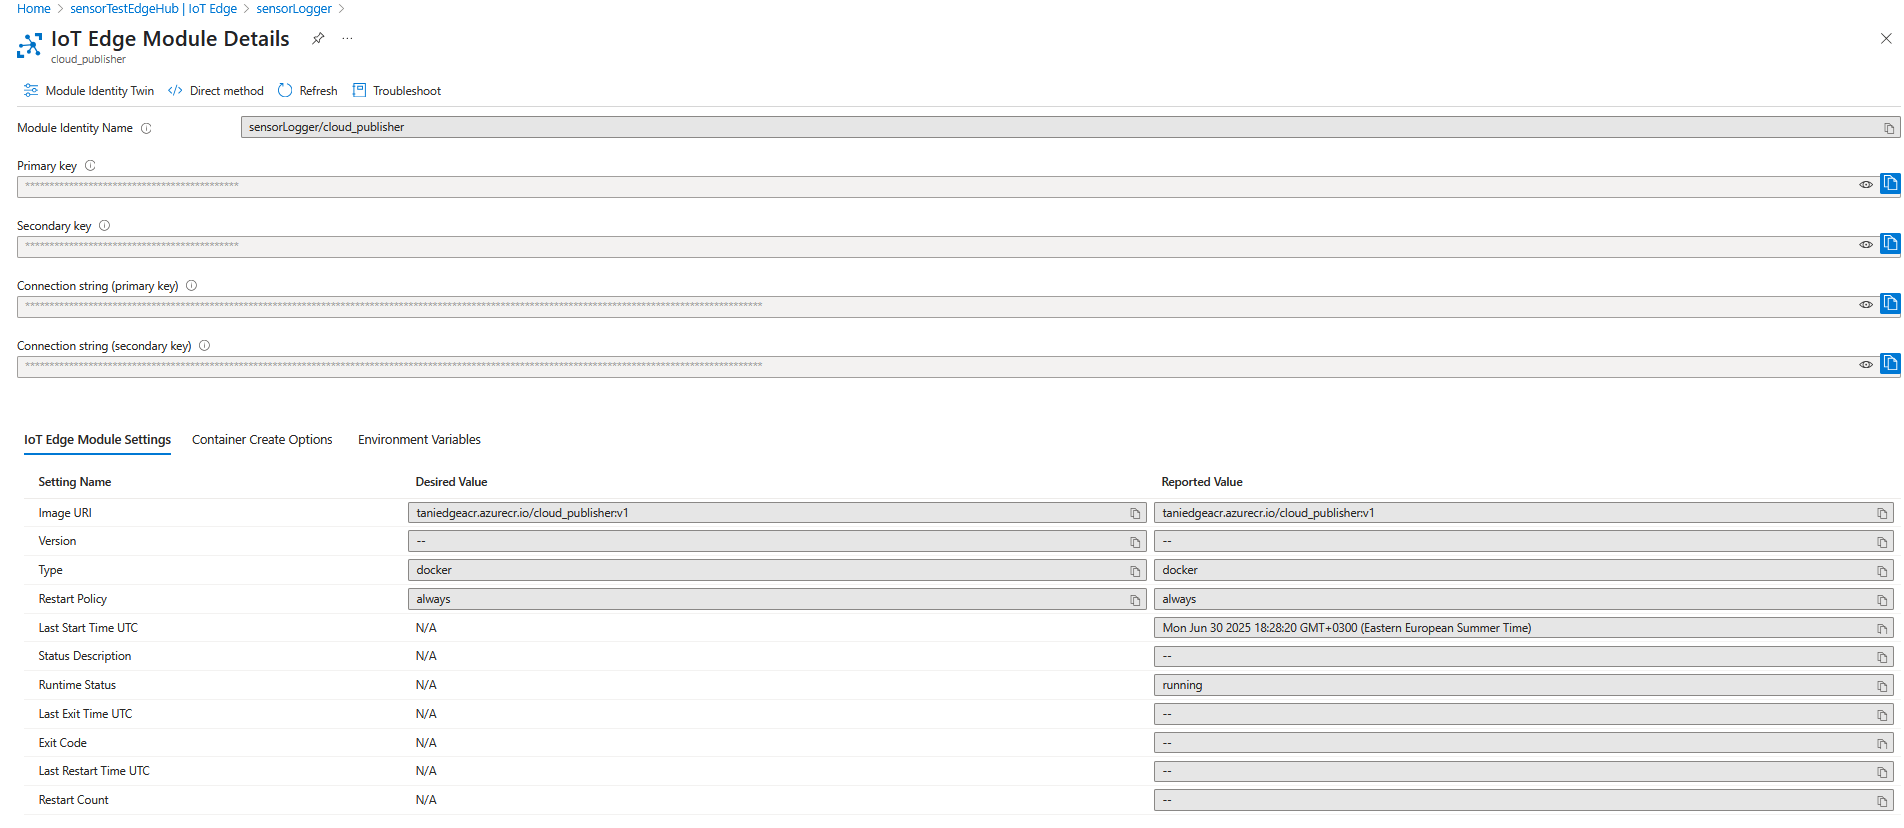 Home > sensorTestEdgeHub | IoT Edge > sensorLogger >
IoT Edge Module Details ...
cloud_publisher
Module Identity Twin </> Direct method Refresh Troubleshoot
Module Identity Name sensorLogger/cloud_publisher
Primary key
Secondary key
Connection string (primary key)
Connection string (secondary key)
IoT Edge Module Settings Container Create Options Environment Variables
Setting Name Desired Value Reported Value
Image URI taniedgeacr.azurecr.io/cloud_publisher:v1 taniedgeacr.azurecr.io/cloud_publisher:v1
Version -- --
Type docker docker
Restart Policy always always
Last Start Time UTC N/A Mon Jun 30 2025 18:28:20 GMT+0300 (Eastern European Summer Time)
Status Description N/A --
Runtime Status N/A running
Last Exit Time UTC N/A --
Exit Code N/A --
Last Restart Time UTC N/A --
Restart Count N/A --